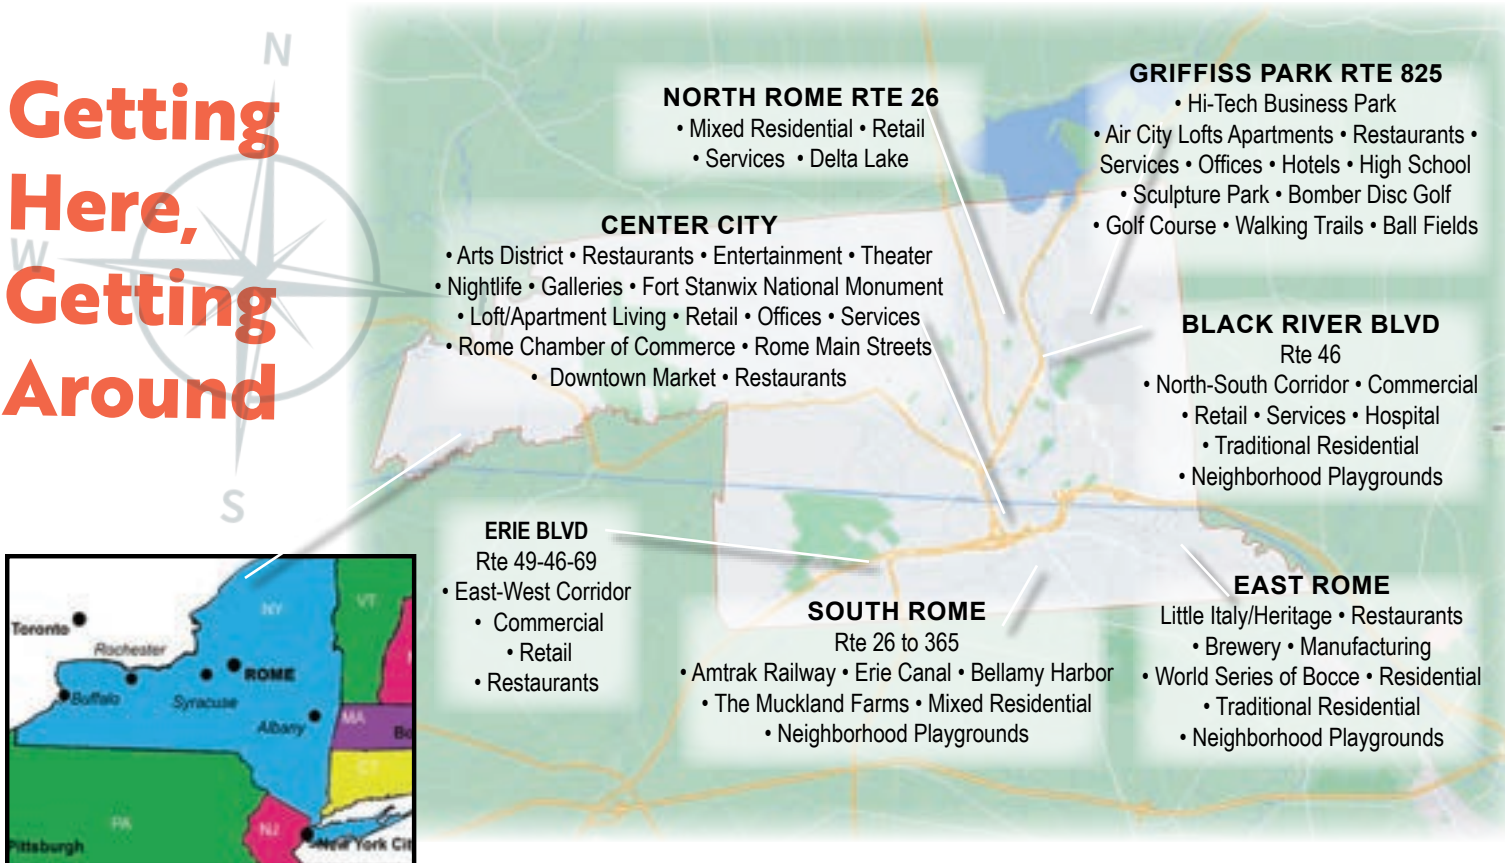 Getting
Here,
Getting
Around
N
W
S
NORTH ROME RTE 26
• Mixed Residential • Retail
• Services • Delta Lake
GRIFFISS PARK RTE 825
• Hi-Tech Business Park
• Air City Lofts Apartments • Restaurants •
Services • Offices • Hotels • High School
• Sculpture Park • Bomber Disc Golf
• Golf Course • Walking Trails • Ball Fields
CENTER CITY
• Arts District • Restaurants • Entertainment • Theater
• Nightlife • Galleries • Fort Stanwix National Monument
• Loft/Apartment Living • Retail • Offices • Services
• Rome Chamber of Commerce • Rome Main Streets
• Downtown Market • Restaurants
BLACK RIVER BLVD
Rte 46
• North-South Corridor • Commercial
• Retail • Services • Hospital
• Traditional Residential
• Neighborhood Playgrounds
ERIE BLVD
Rte 49-46-69
• East-West Corridor
• Commercial
• Retail
• Restaurants
SOUTH ROME
Rte 26 to 365
• Amtrak Railway • Erie Canal • Bellamy Harbor
• The Muckland Farms • Mixed Residential
• Neighborhood Playgrounds
EAST ROME
Little Italy/Heritage • Restaurants
• Brewery • Manufacturing
• World Series of Bocce • Residential
• Traditional Residential
• Neighborhood Playgrounds
NY
VT
Toronto
Rochester
ROME
Buffalo
Syracuse
Albany
MA
Bo
CT
PA
NJ
Pittsburgh
New York Cit